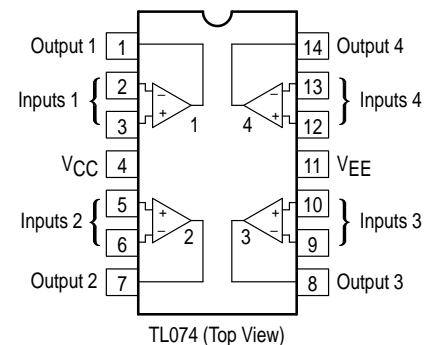 Output 1 1 14 Output 4
2 13
Inputs 1 { − + − + } Inputs 4
3 1 4 12
VCC 4 11 VEE
5 10
Inputs 2 { + − + − } Inputs 3
6 2 3 9
Output 2 7 8 Output 3
TL074 (Top View)